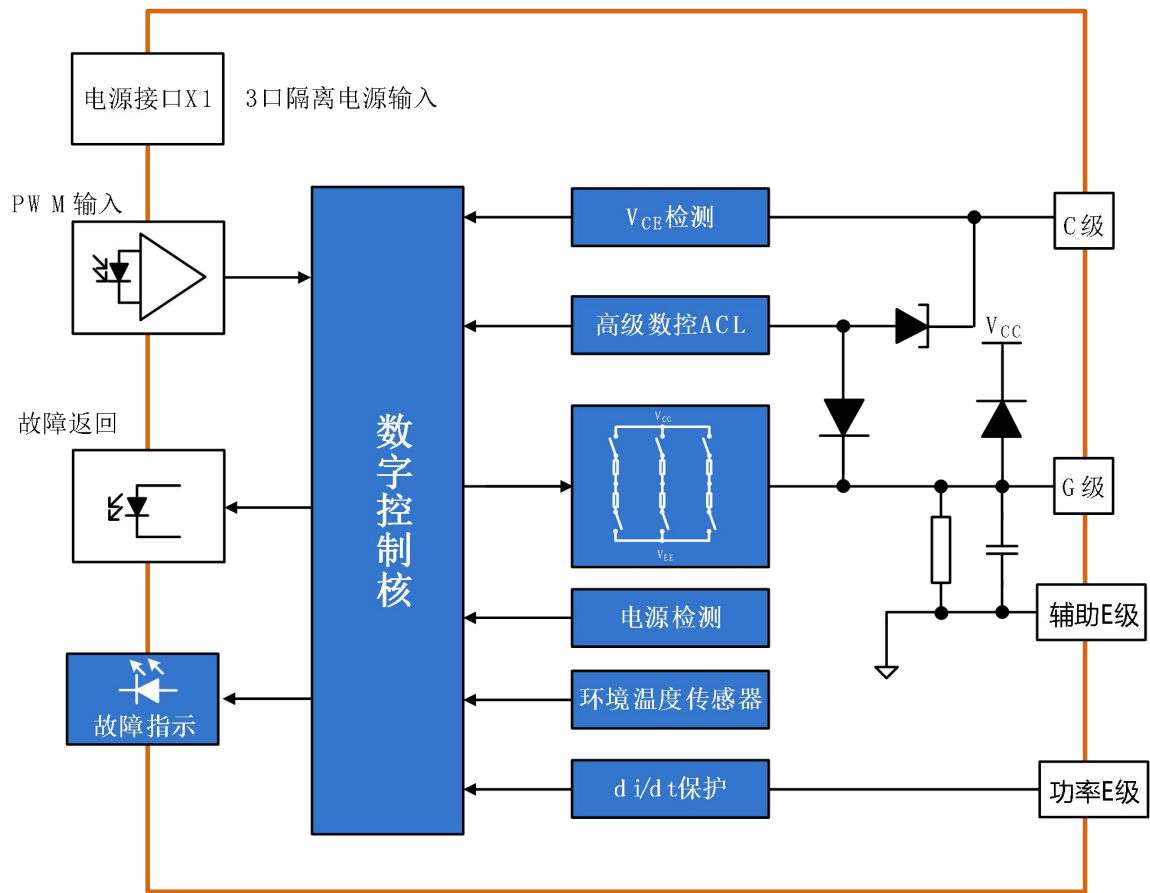 电源接口X1
3口隔离电源输入
PWM输入
VCE检测
C级
高级数控ACL
VCC
故障返回
数字控制核
VCC
VEE
G级
电源检测
辅助E级
环境温度传感器
故障指示
di/dt保护
功率E级